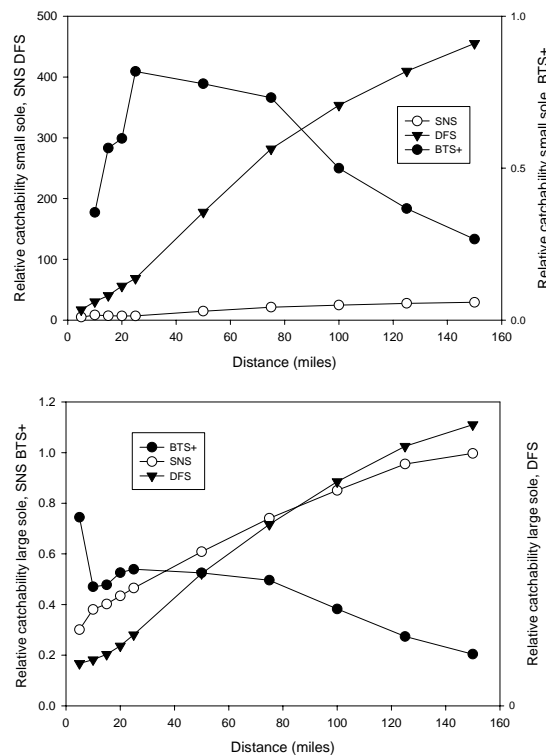 Relative catchability small sole, SNS DFS
500
400
300
200
100
0
SNS
DFS
BTS+
1.0
0.5
0.0
Relative catchability small sole, BTS+
0 20 40 60 80 100 120 140 160
Distance (miles)
Relative catchability large sole, SNS BTS+
1.2
1.0
0.8
0.6
0.4
0.2
0.0
BTS+
SNS
DFS
0
Relative catchability large sole, DFS
0 20 40 60 80 100 120 140 160
Distance (miles)